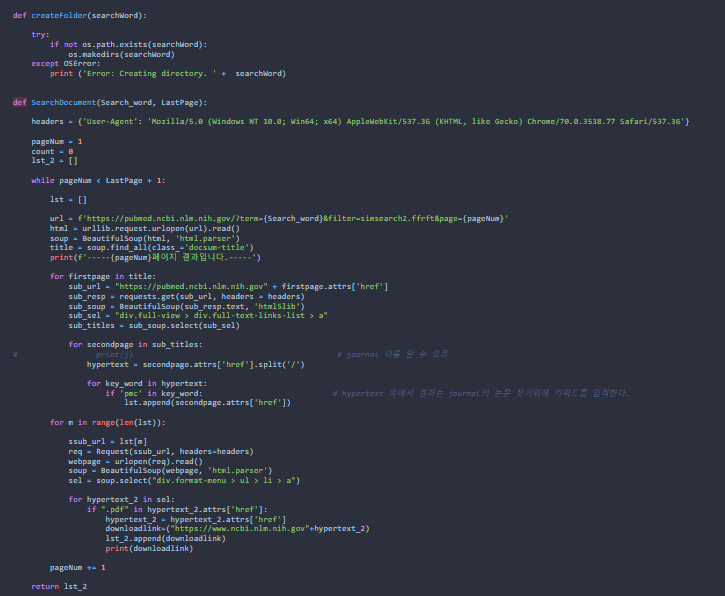 def createFolder(searchWord):
    try:
        if not os.path.exists(searchWord):
            os.makedirs(searchWord)
    except OSError:
        print ('Error: Creating directory. ' +  searchWord)
def SearchDocument(Search_word, LastPage):
    headers = {'User-Agent': 'Mozilla/5.0 (Windows NT 10.0; Win64; x64) AppleWebKit/537.36 (KHTML, like Gecko) Chrome/70.0.3538.77 Safari/537.36'}
    pageNum = 1
    count = 0
    lst_2 = []
    while pageNum < LastPage + 1:
        lst = []
        url = f'https://pubmed.ncbi.nlm.nih.gov/?term={Search_word}&filter=simsearch2.ffrft&page={pageNum}'
        html = urllib.request.urlopen(url).read()
        soup = BeautifulSoup(html, 'html.parser')
        title = soup.find_all(class_='docsum-title')
        print(f'-----{pageNum}페이지 결과입니다.-----')
        for firstpage in title:
            sub_url = "https://pubmed.ncbi.nlm.nih.gov" + firstpage.attrs['href']
            sub_resp = requests.get(sub_url, headers = headers)
            sub_soup = BeautifulSoup(sub_resp.text, 'html5lib')
            sub_sel = "div.full-view > div.full-text-links-list > a"
            sub_titles = sub_soup.select(sub_sel)
            for secondpage in sub_titles:
#                 print(j)                                            # journal 이름 알 수 있음
                hypertext = secondpage.attrs['href'].split('/')
                for key_word in hypertext:
                    if 'pmc' in key_word:                            # hypertext 속에서 원하는 journal의 논문 찾기위해 키워드를 입력한다.
                        lst.append(secondpage.attrs['href'])
        for m in range(len(lst)):
            ssub_url = lst[m]
            req = Request(ssub_url, headers=headers)
            webpage = urlopen(req).read()
            soup = BeautifulSoup(webpage, 'html.parser')
            sel = soup.select("div.format-menu > ul > li > a")
            for hypertext_2 in sel:
                if ".pdf" in hypertext_2.attrs['href']:
                    hypertext_2 = hypertext_2.attrs['href']
                    downloadlink=("https://www.ncbi.nlm.nih.gov"+hypertext_2)
                    lst_2.append(downloadlink)
                    print(downloadlink)
        pageNum += 1
    return lst_2